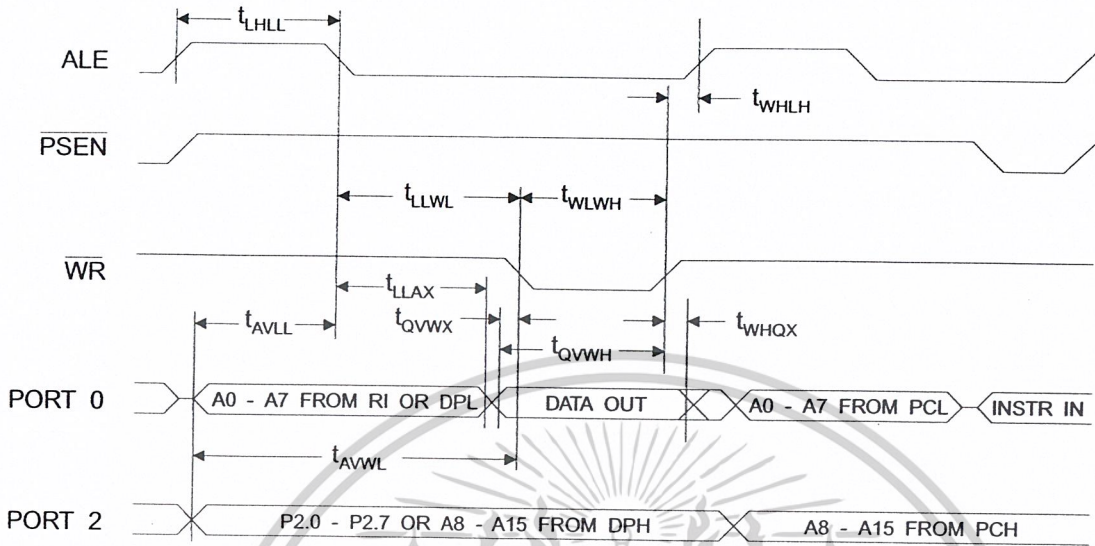 tLHLL
ALE
tWHLH
PSEN
tLLWL
tWLWH
WR
tLLAX
tAVLL
tQVWX
tWHQX
tQVWH
PORT 0
A0 - A7 FROM RI OR DPL
DATA OUT
A0 - A7 FROM PCL
INSTR IN
tAVWL
PORT 2
P2.0 - P2.7 OR A8 - A15 FROM DPH
A8 - A15 FROM PCH